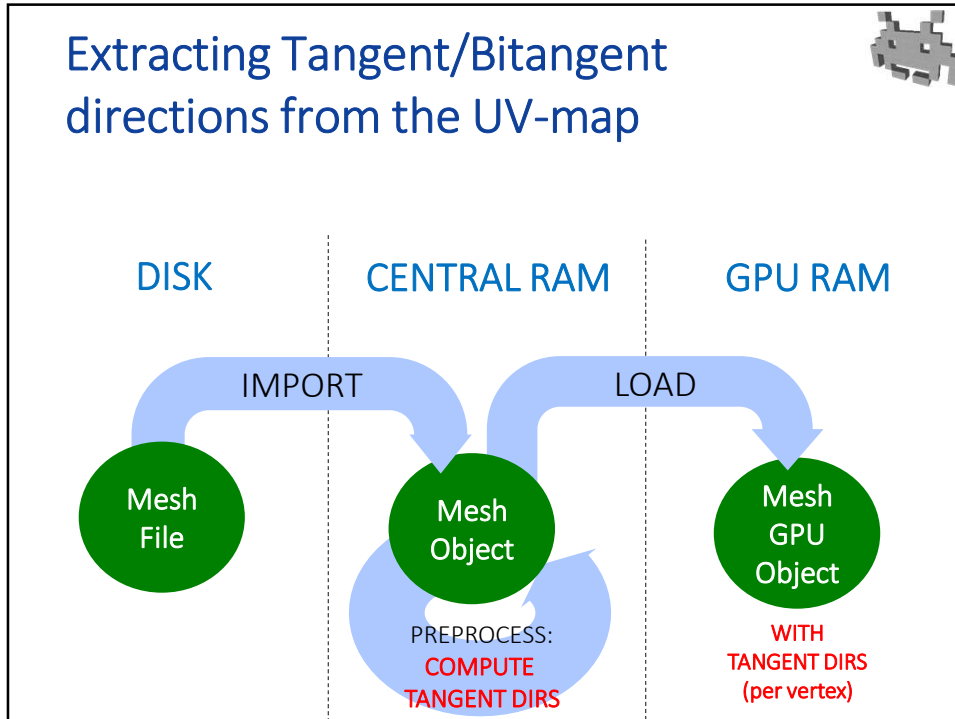 Extracting Tangent/Bitangent
directions from the UV-map
DISK
CENTRAL RAM
GPU RAM
IMPORT
LOAD
Mesh
File
Mesh
Object
Mesh
GPU
Object
PREPROCESS:
COMPUTE
TANGENT DIRS
WITH
TANGENT DIRS
(per vertex)